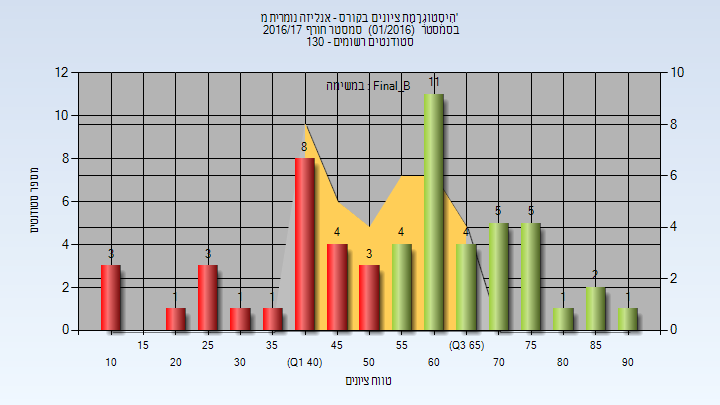 היסטוגרמת ציונים בקורס - אנליזה נומרית מ'
בסמסטר (01/2016) סמסטר חורף 2016/17
סטודנטים רשומים - 130
במשימה : Final_B
12 10 8 6 4 2 0
10 8 6 4 2 0
מספר סטודנטים
3 1 3 1 8 4 3 4 11 4 5 5 1 2 1
15 25 35 45 55 (Q3 65) 75 85
10 20 30 (Q1 40) 50 60 70 80 90
טווח ציונים